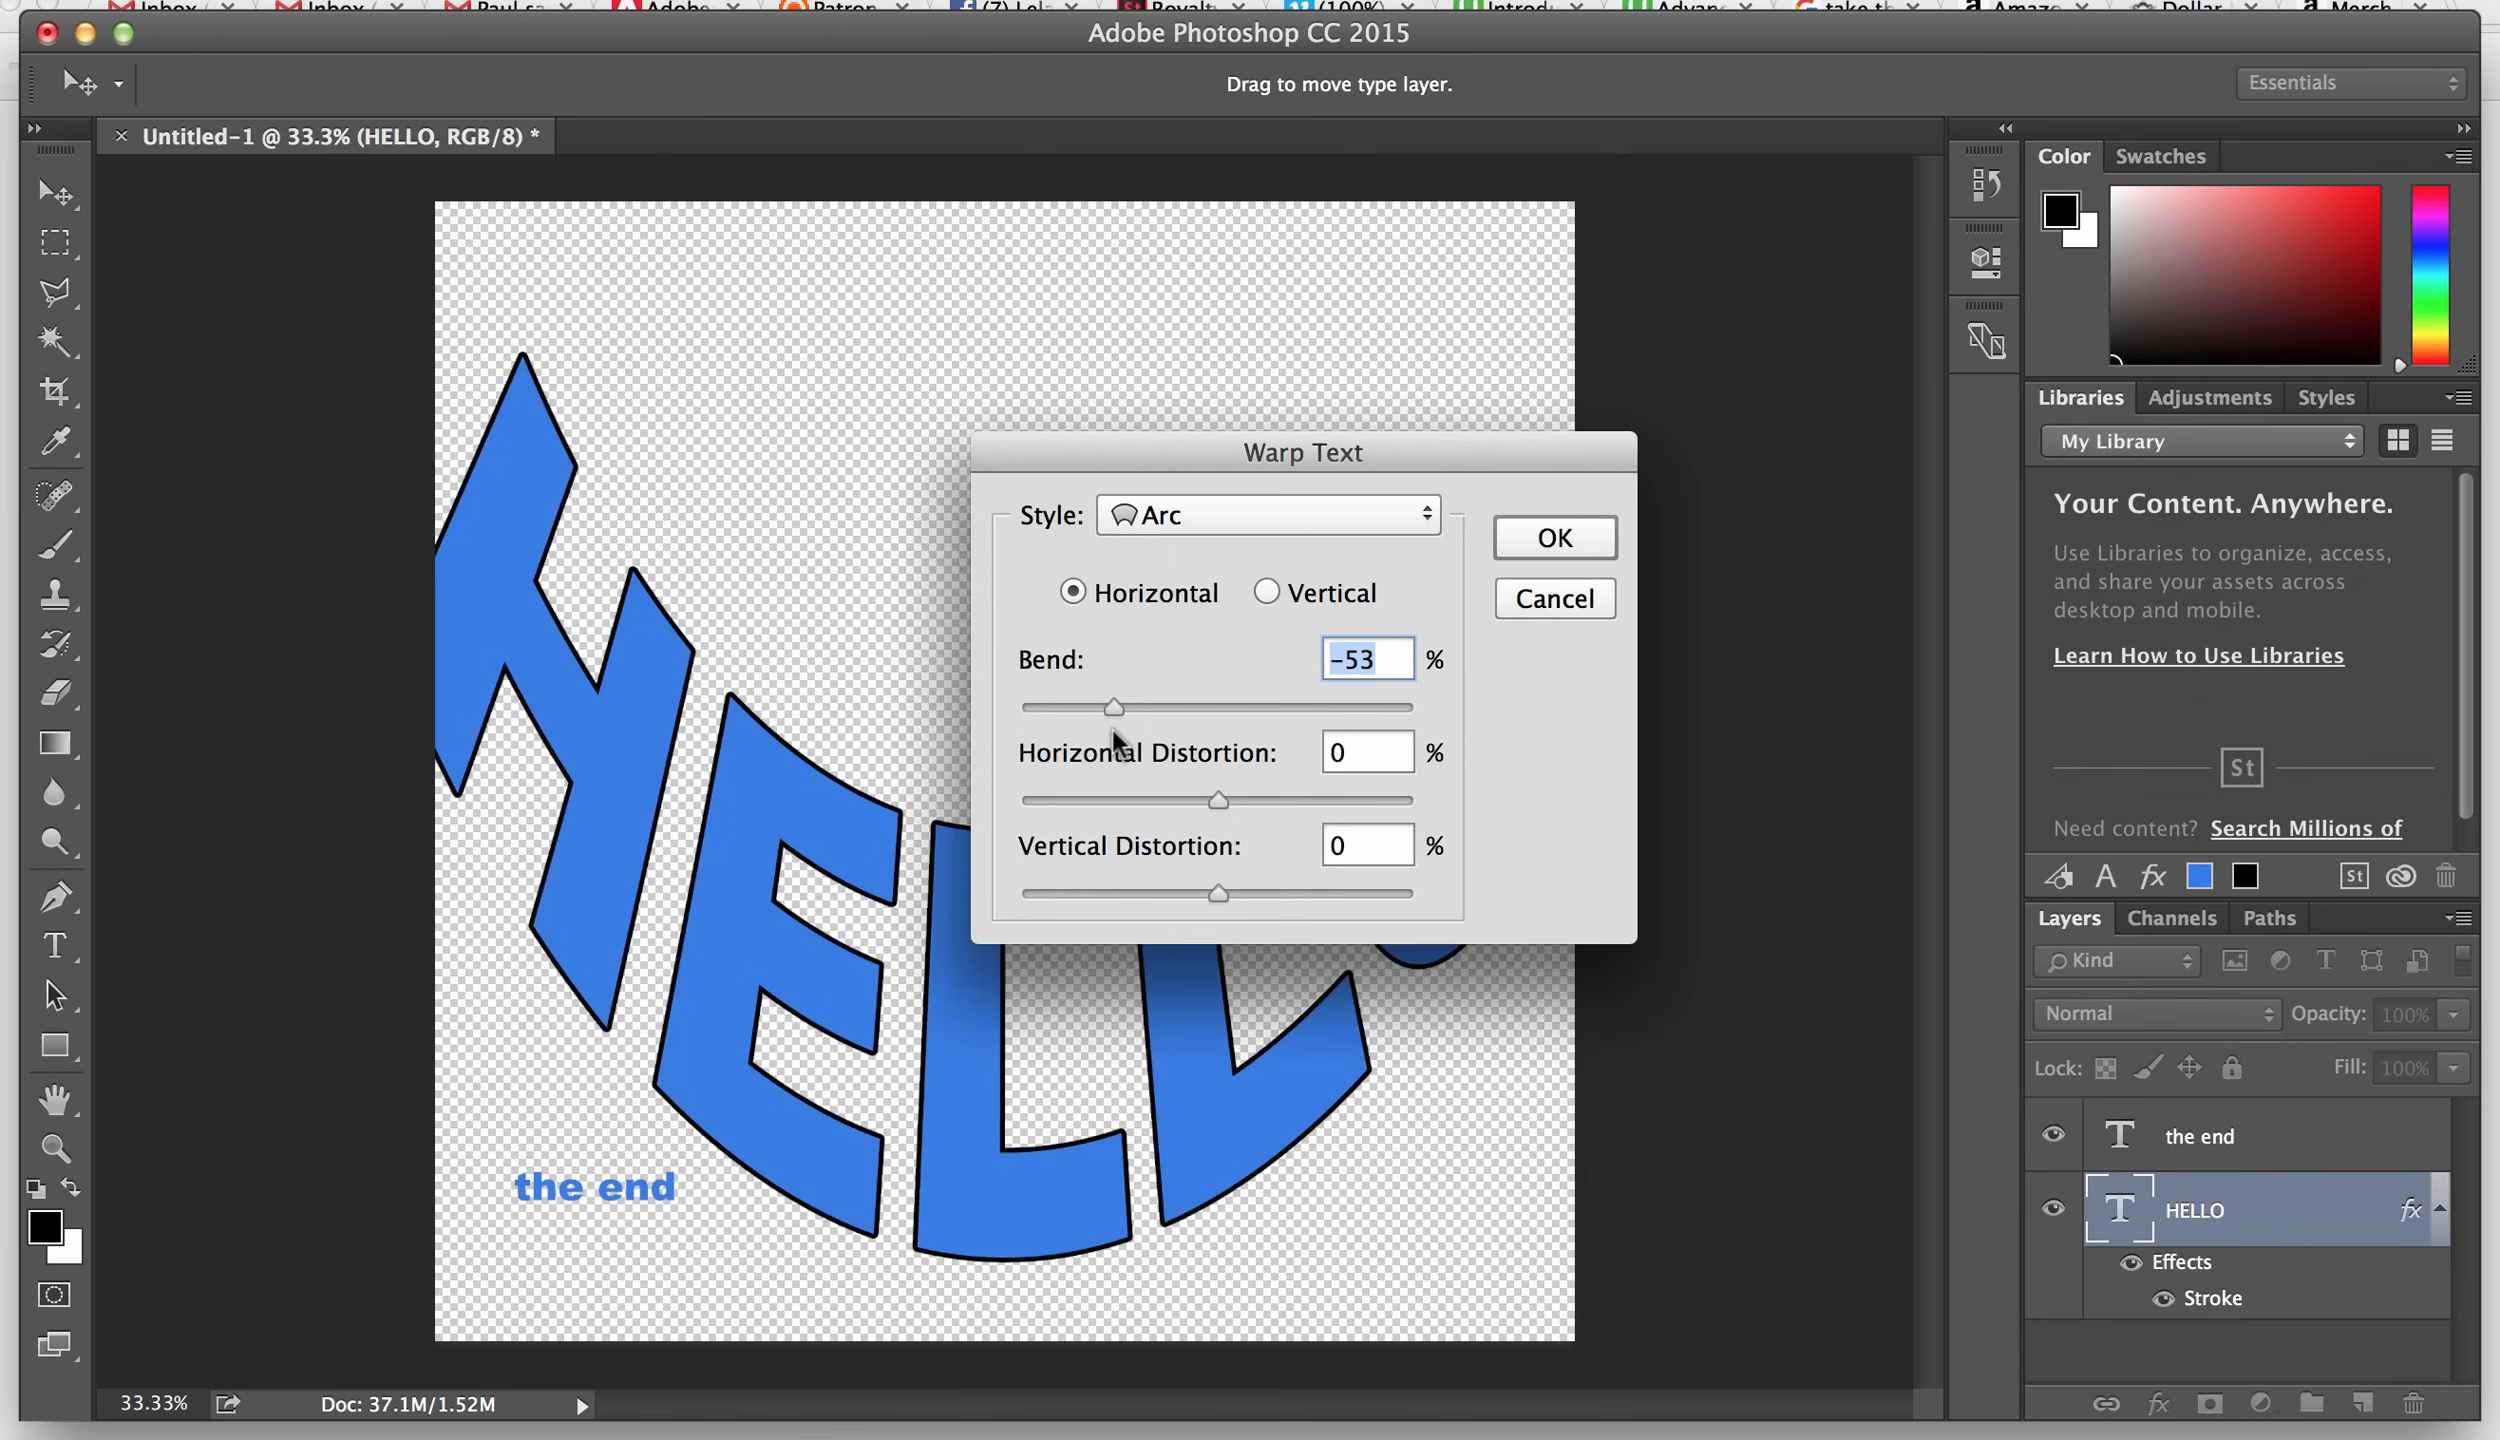 Adobe Photoshop CC 2015
Drag to move type layer.
Essentials
Untitled-1 @ 33.3% (HELLO, RGB/8) *
Color
Swatches
Libraries
Adjustments
Styles
My Library
Your Content. Anywhere.
Use Libraries to organize, access,
and share your assets across
desktop and mobile.
Learn How to Use Libraries
St
Need content? Search Millions of
St
Layers
Channels
Paths
Kind
Normal
Opacity: 100%
Lock:
Fill: 100%
the end
HELLO
fx
Effects
Stroke
Warp Text
Style: Arc
OK
Horizontal
Vertical
Cancel
Bend: -53 %
Horizontal Distortion: 0 %
Vertical Distortion: 0 %
HELL
the end
33.33%
Doc: 37.1M/1.52M